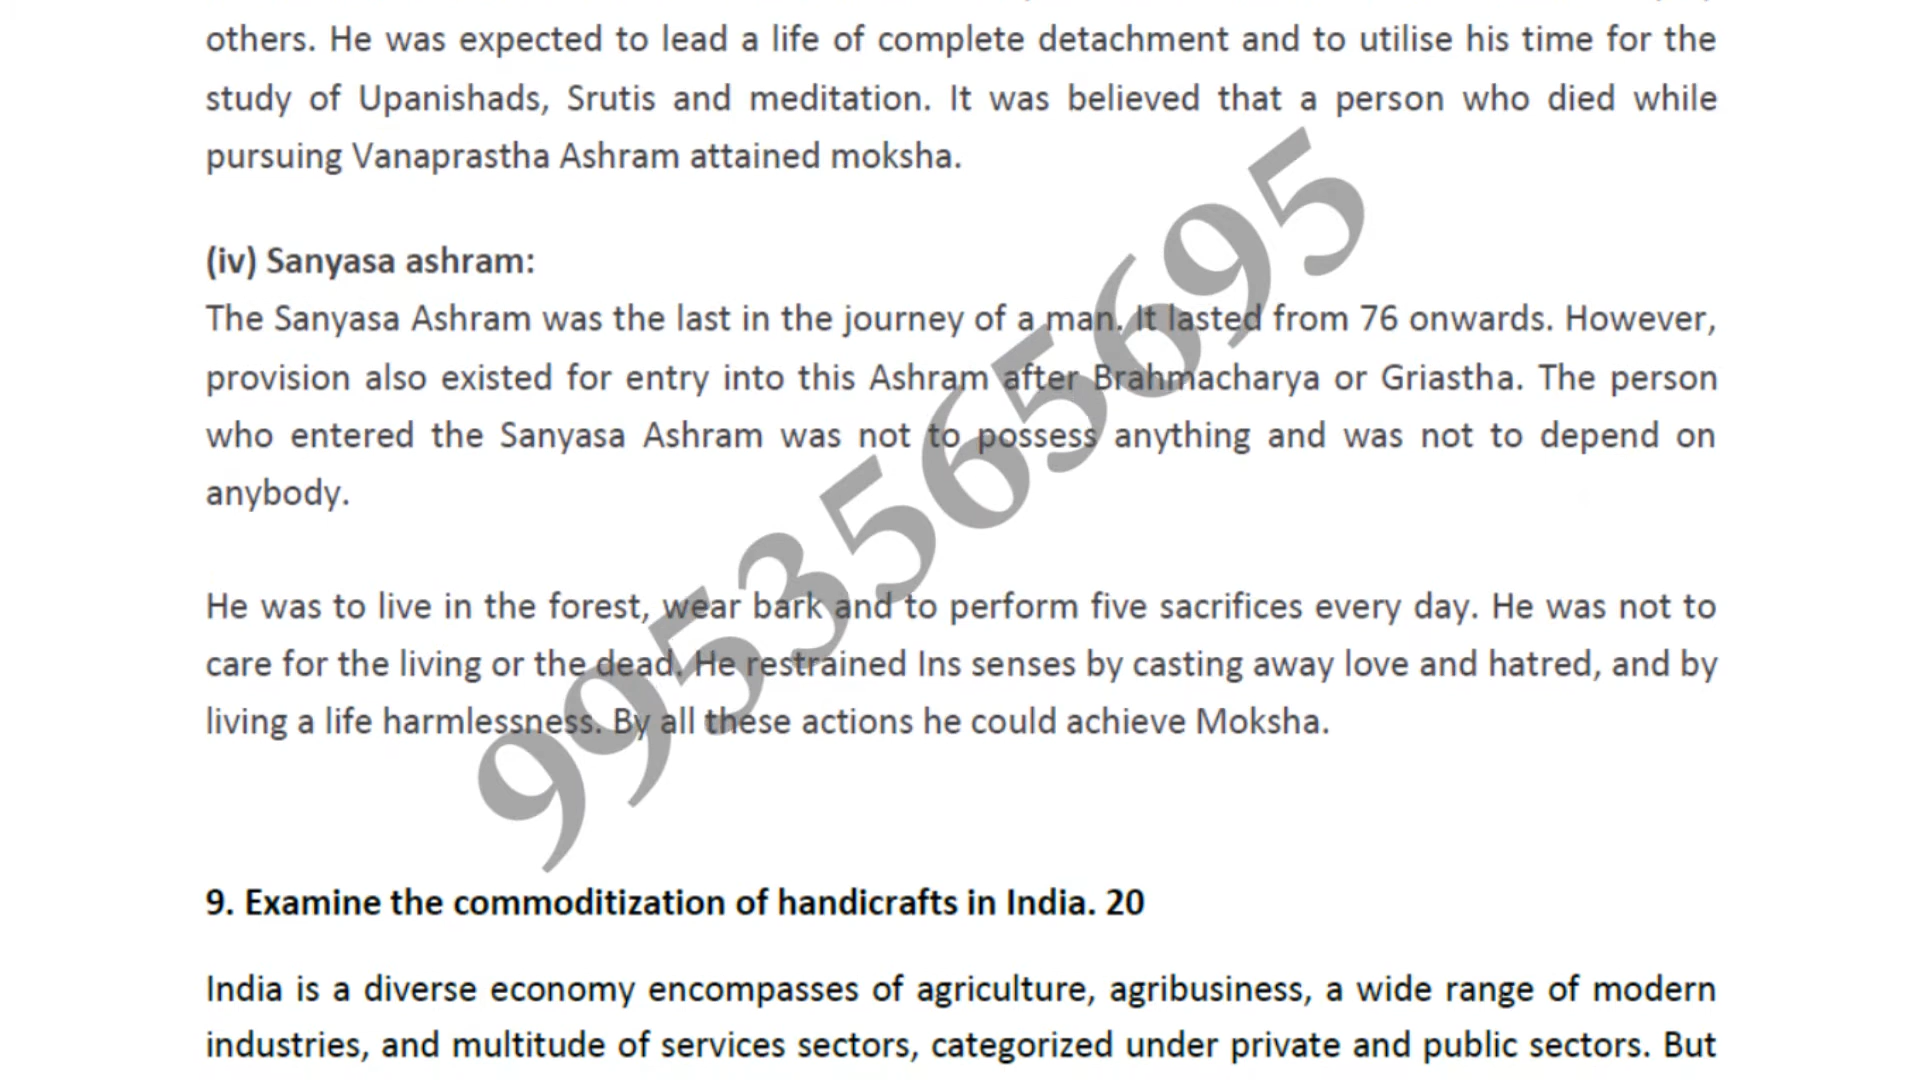 others. He was expected to lead a life of complete detachment and to utilise his time for the
study of Upanishads, Srutis and meditation. It was believed that a person who died while
pursuing Vanaprastha Ashram attained moksha.
(iv) Sanyasa ashram:
The Sanyasa Ashram was the last in the journey of a man. It lasted from 76 onwards. However,
provision also existed for entry into this Ashram after Brahmacharya or Griastha. The person
who entered the Sanyasa Ashram was not to possess anything and was not to depend on
anybody.
He was to live in the forest, wear bark and to perform five sacrifices every day. He was not to
care for the living or the dead. He restrained Ins senses by casting away love and hatred, and by
living a life harmlessness. By all these actions he could achieve Moksha.
9953565695
9. Examine the commoditization of handicrafts in India. 20
India is a diverse economy encompasses of agriculture, agribusiness, a wide range of modern
industries, and multitude of services sectors, categorized under private and public sectors. But